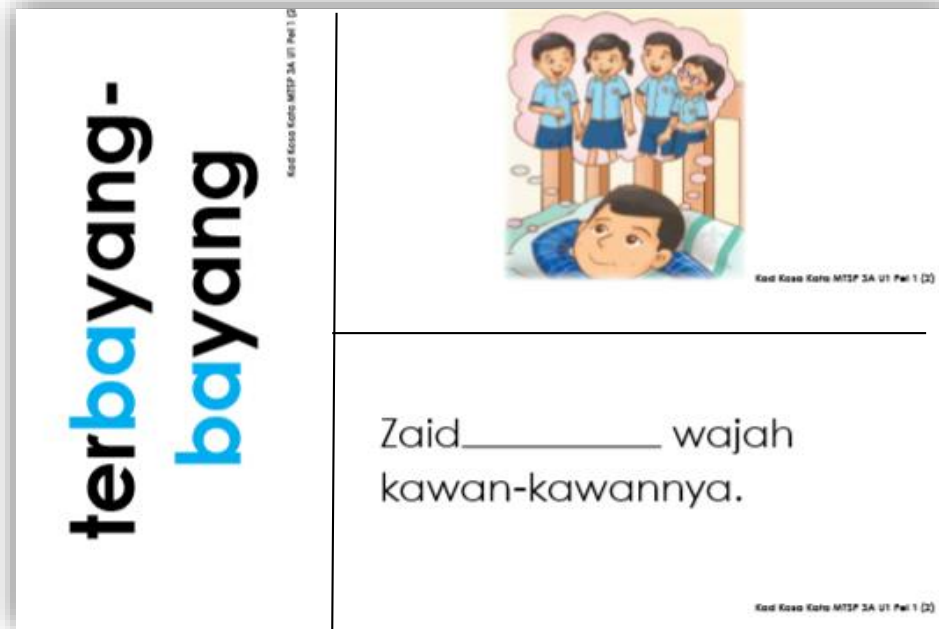 terbayang-
bayang
Kad Kosa Kata MTSP 3A U1 Pel 1 (2
Kad Kosa Kata MTSP 3A U1 Pel 1 (2)
Zaid__________ wajah
kawan-kawannya.
Kad Kosa Kata MTSP 3A U1 Pel 1 (2)